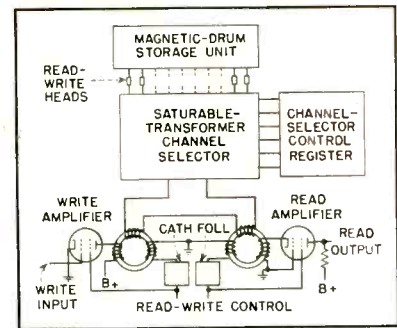 MAGNETIC-DRUM
STORAGE UNIT
READ-
WRITE
HEADS
SATURABLE-
TRANSFORMER
CHANNEL
SELECTOR
CHANNEL-
SELECTOR
CONTROL
REGISTER
WRITE
AMPLIFIER
CATH FOLL
READ
AMPLIFIER
READ
OUTPUT
B+
B+
WRITE
INPUT
READ-WRITE CONTROL